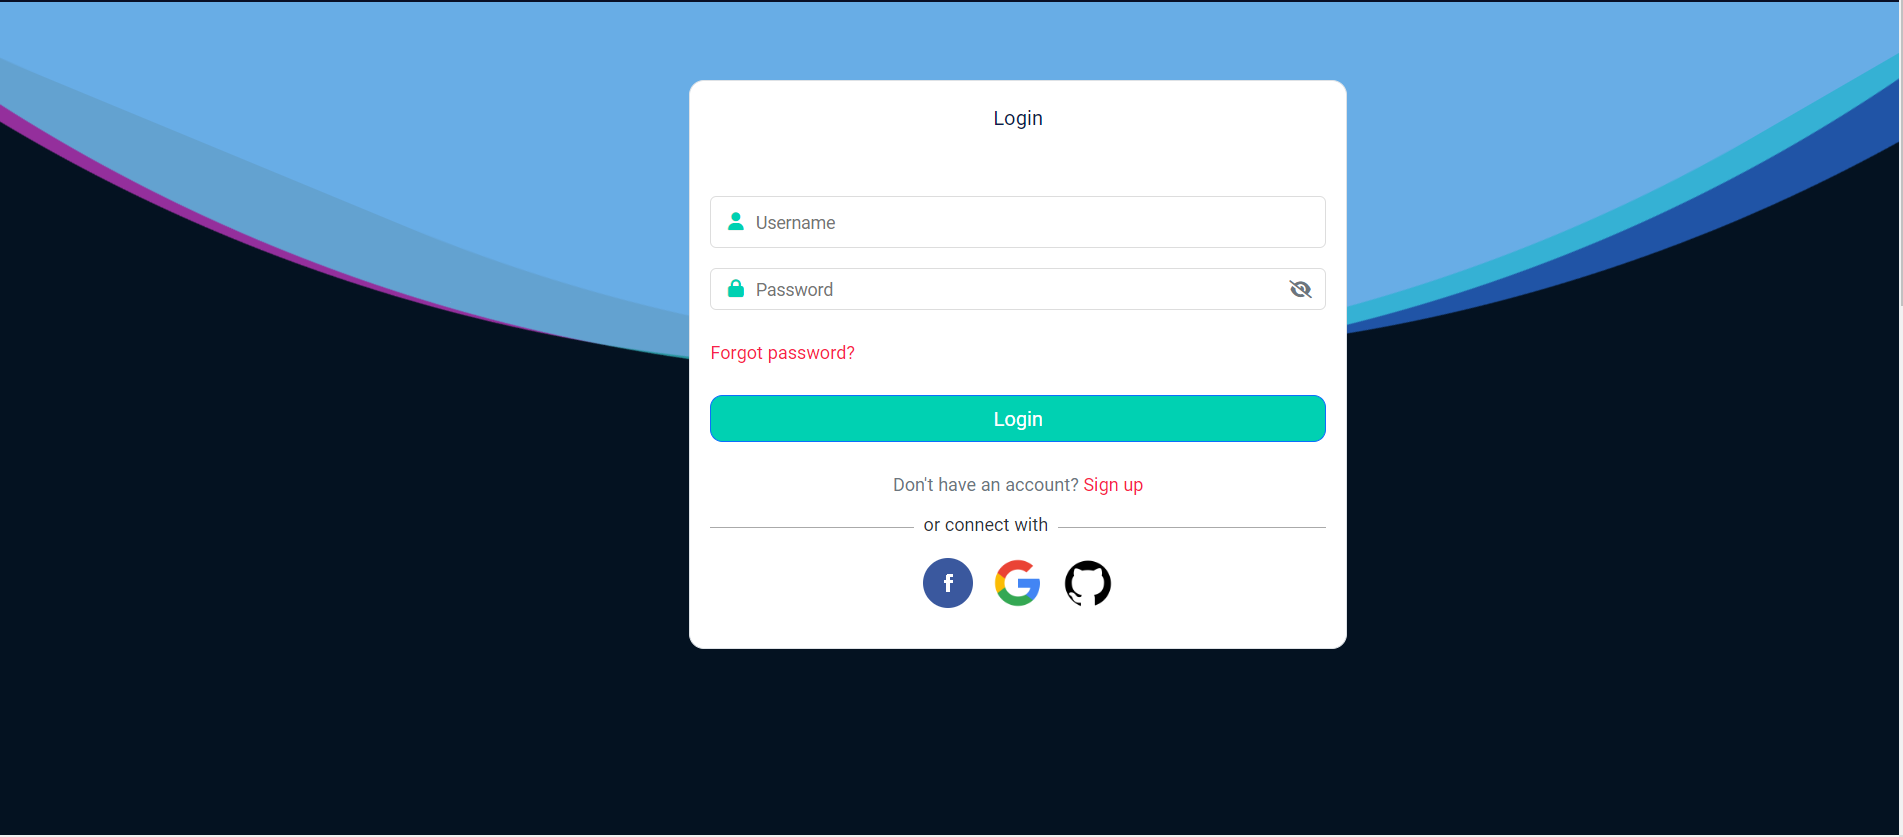 Login
Username
Password
Forgot password?
Login
Don't have an account? Sign up
or connect with